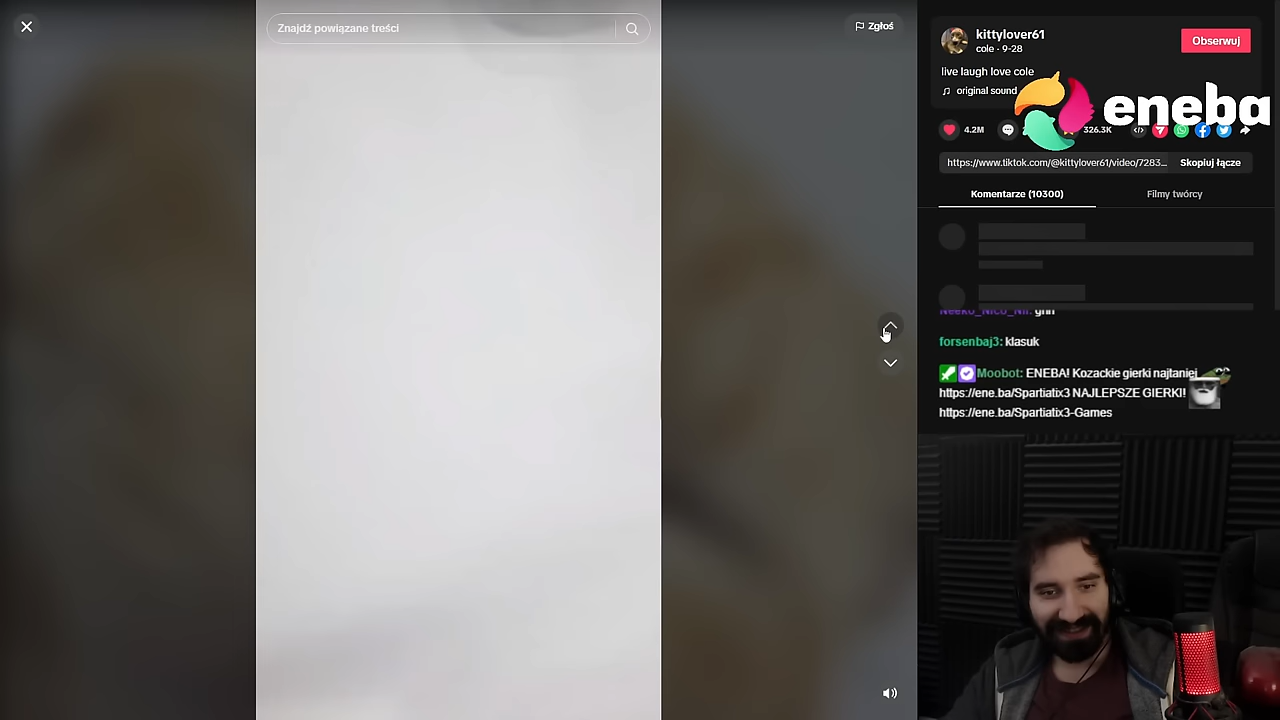 Znajdź powiązane treści
Zgłoś
kittylover61
cole · 9-28
Obserwuj
live laugh love cole
original sound
eneba
4.2M
326.3K
https://www.tiktok.com/@kittylover61/video/7283...
Skopiuj łącze
Komentarze (10300)
Filmy twórcy
Neeko_Nico_Nii: ghh
forsenbaj3: klasuk
Moobot: ENEBA! Kozackie gierki najtaniej
https://ene.ba/Spartiatix3 NAJLEPSZE GIERKI!
https://ene.ba/Spartiatix3-Games